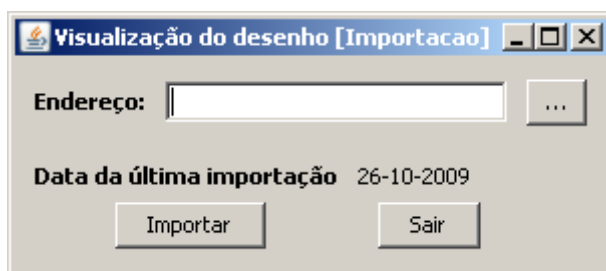 Visualização do desenho [Importacao]
Endereço: ...
Data da última importação 26-10-2009
Importar Sair